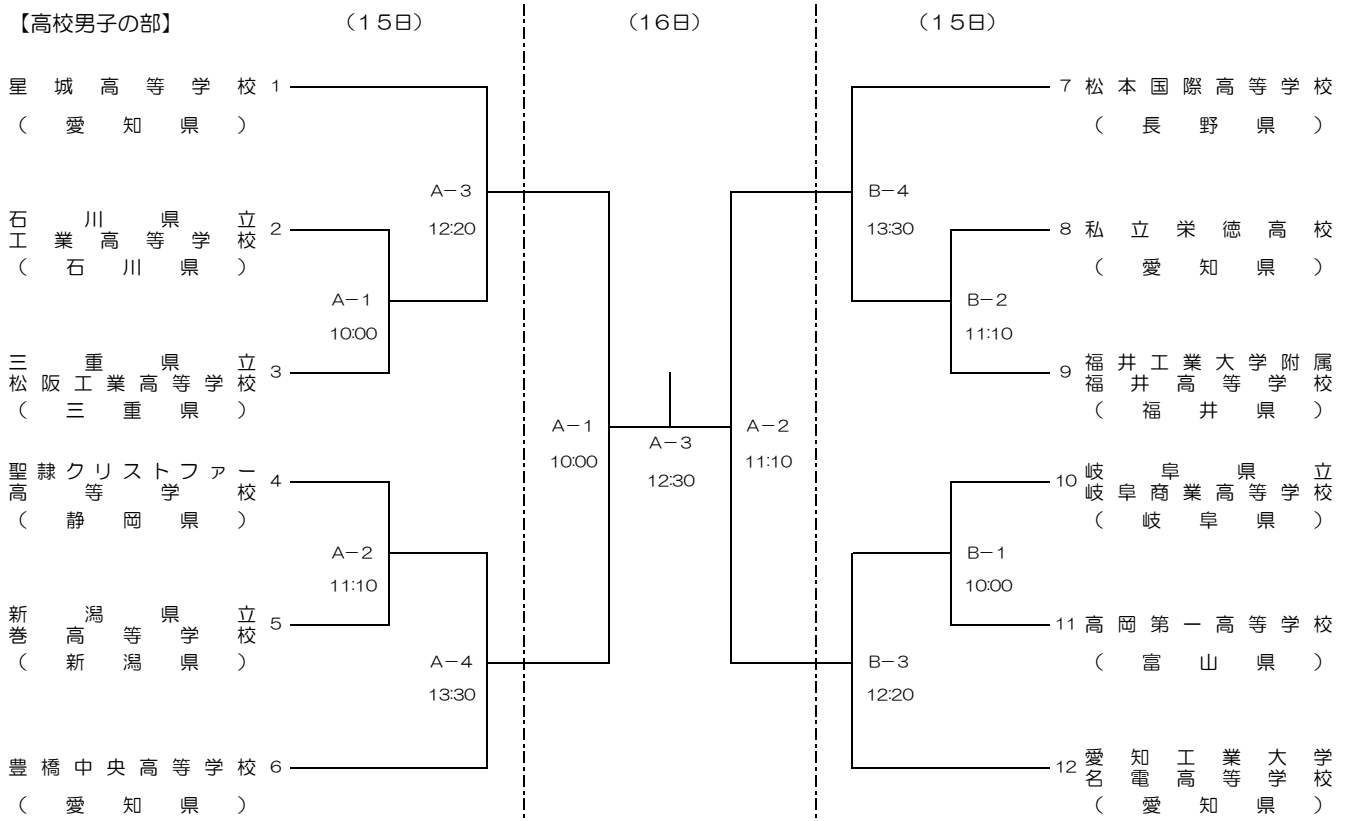 【高校男子の部】
（１５日）
（１６日）
（１５日）
星城高等学校 1
（愛知県）
A－3
12:20
石川県立
工業高等学校 2
（石川県）
A－1
10:00
三重県立
松阪工業高等学校 3
（三重県）
聖隷クリストファー
高等学校 4
（静岡県）
A－2
11:10
新潟県立
巻高等学校 5
（新潟県）
A－4
13:30
豊橋中央高等学校 6
（愛知県）
A－1
10:00
A－3
12:30
A－2
11:10
7 松本国際高等学校
（長野県）
B－4
13:30
8 私立栄徳高校
（愛知県）
B－2
11:10
9 福井工業大学附属
福井高等学校
（福井県）
10 岐阜県立
岐阜商業高等学校
（岐阜県）
B－1
10:00
11 高岡第一高等学校
（富山県）
B－3
12:20
12 愛知工業大学
名電高等学校
（愛知県）